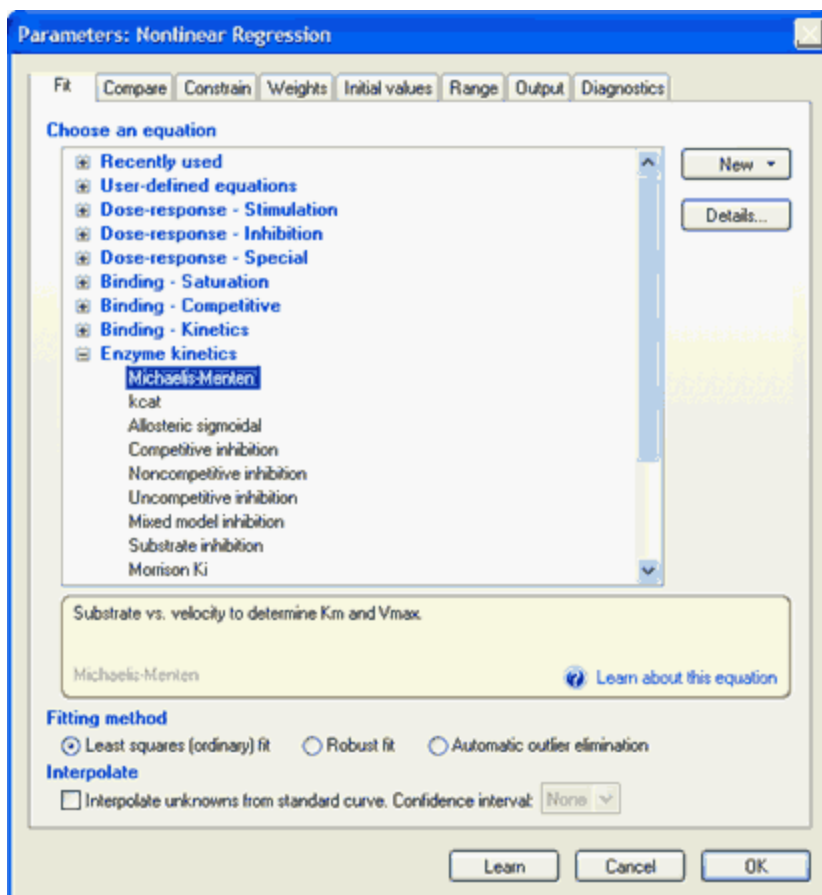 Parameters: Nonlinear Regression
Fit Compare Constrain Weights Initial values Range Output Diagnostics
Choose an equation
Recently used
User-defined equations
Dose-response - Stimulation
Dose-response - Inhibition
Dose-response - Special
Binding - Saturation
Binding - Competitive
Binding - Kinetics
Enzyme kinetics
Michaelis-Menten
kcat
Allosteric sigmoidal
Competitive inhibition
Noncompetitive inhibition
Uncompetitive inhibition
Mixed model inhibition
Substrate inhibition
Morrison Ki
New
Details...
Substrate vs. velocity to determine Km and Vmax.
Michaelis-Menten
Learn about this equation
Fitting method
Least squares (ordinary) fit Robust fit Automatic outlier elimination
Interpolate
Interpolate unknowns from standard curve. Confidence interval: None
Learn Cancel OK